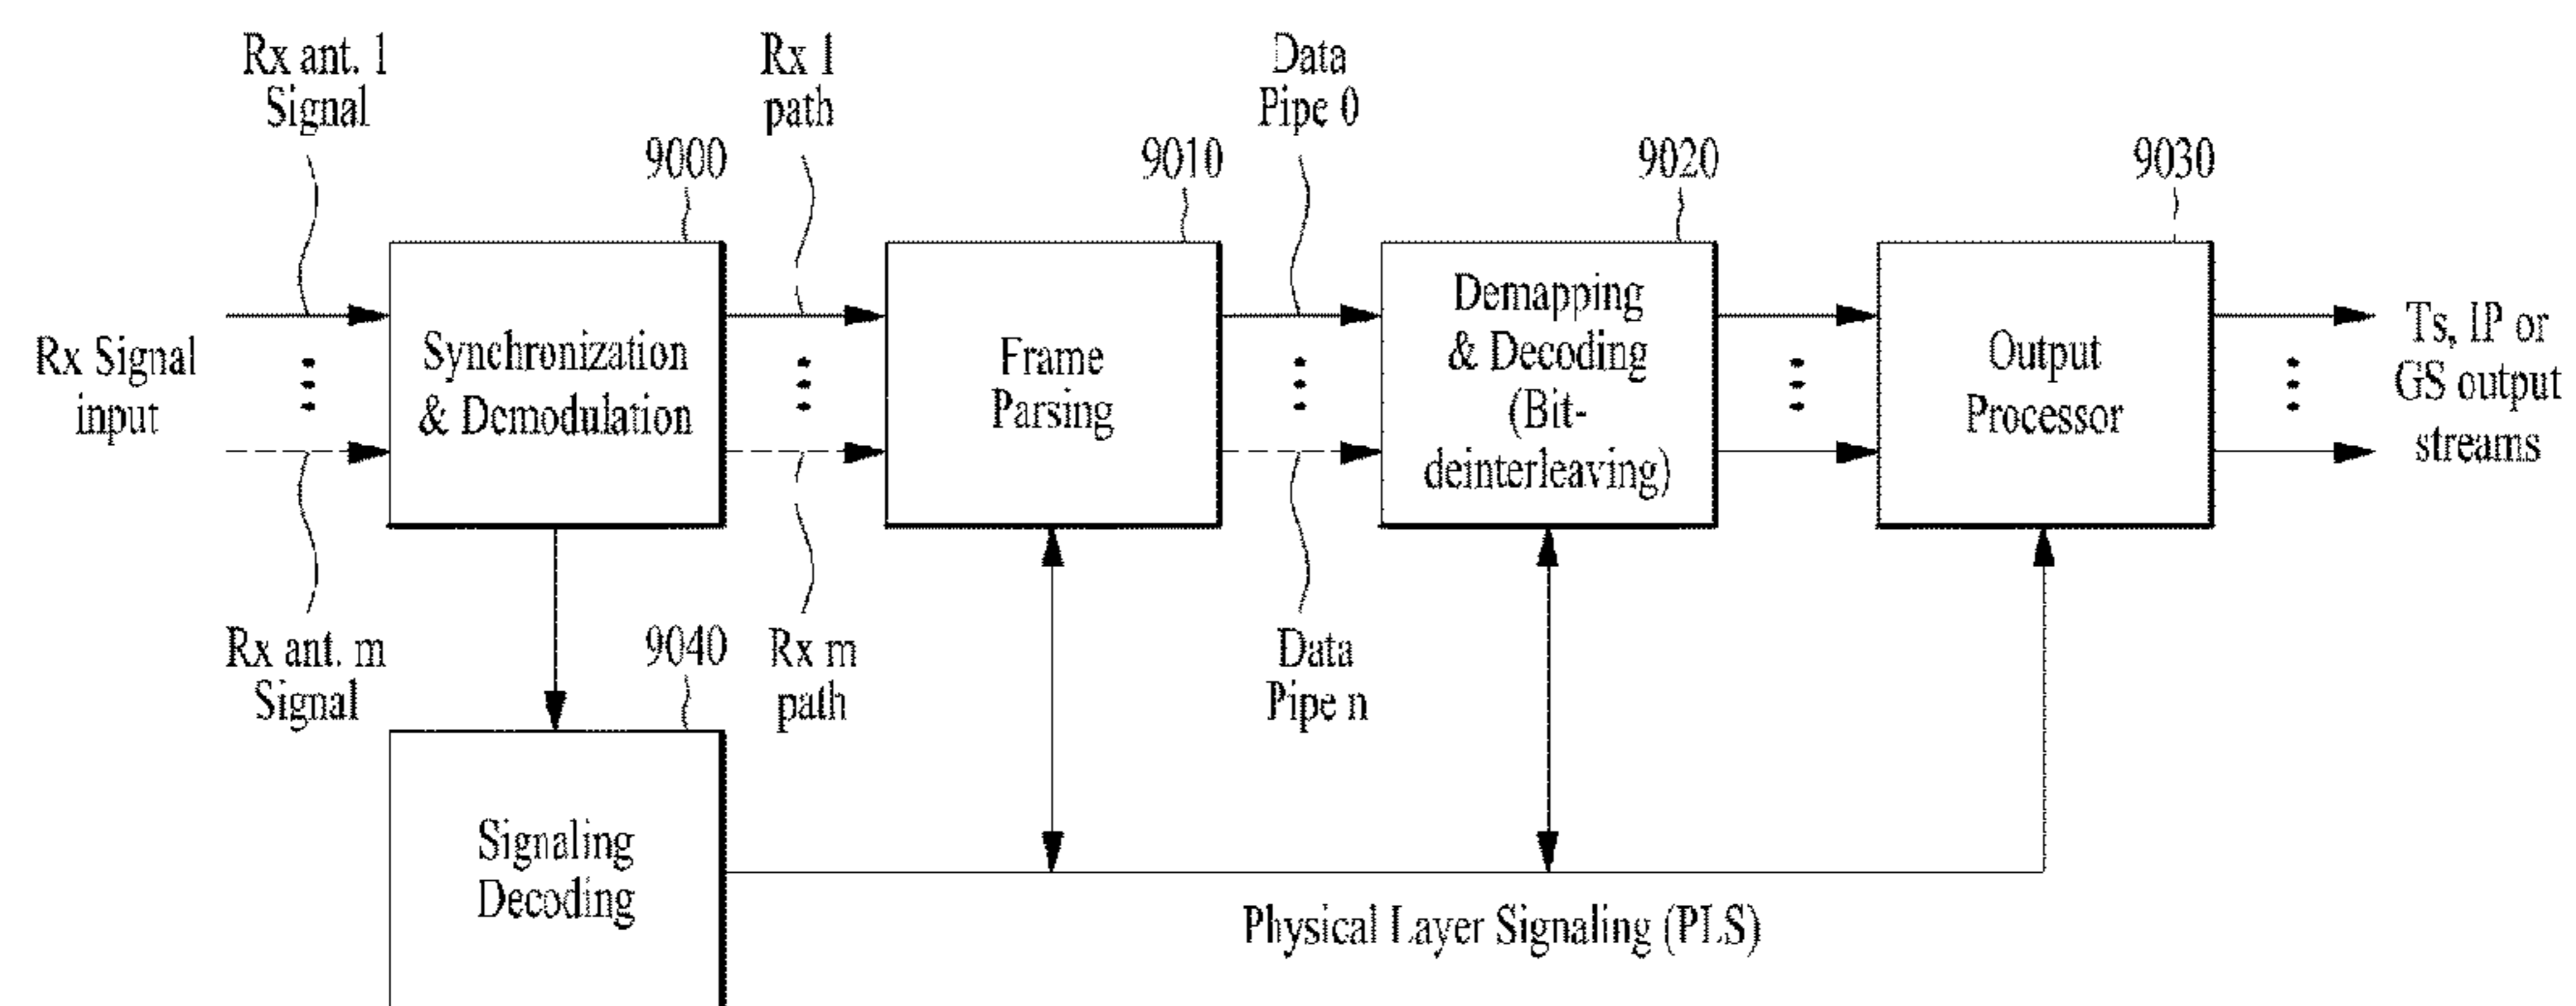 Rx ant. 1
Signal
Rx 1
path
Data
Pipe 0
9000
9010
9020
9030
Rx Signal
input
Synchronization
& Demodulation
Frame
Parsing
Demapping
& Decoding
(Bit-
deinterleaving)
Output
Processor
Ts, IP or
GS output
streams
Rx ant. m
Signal
9040
Rx m
path
Data
Pipe n
Signaling
Decoding
Physical Layer Signaling (PLS)